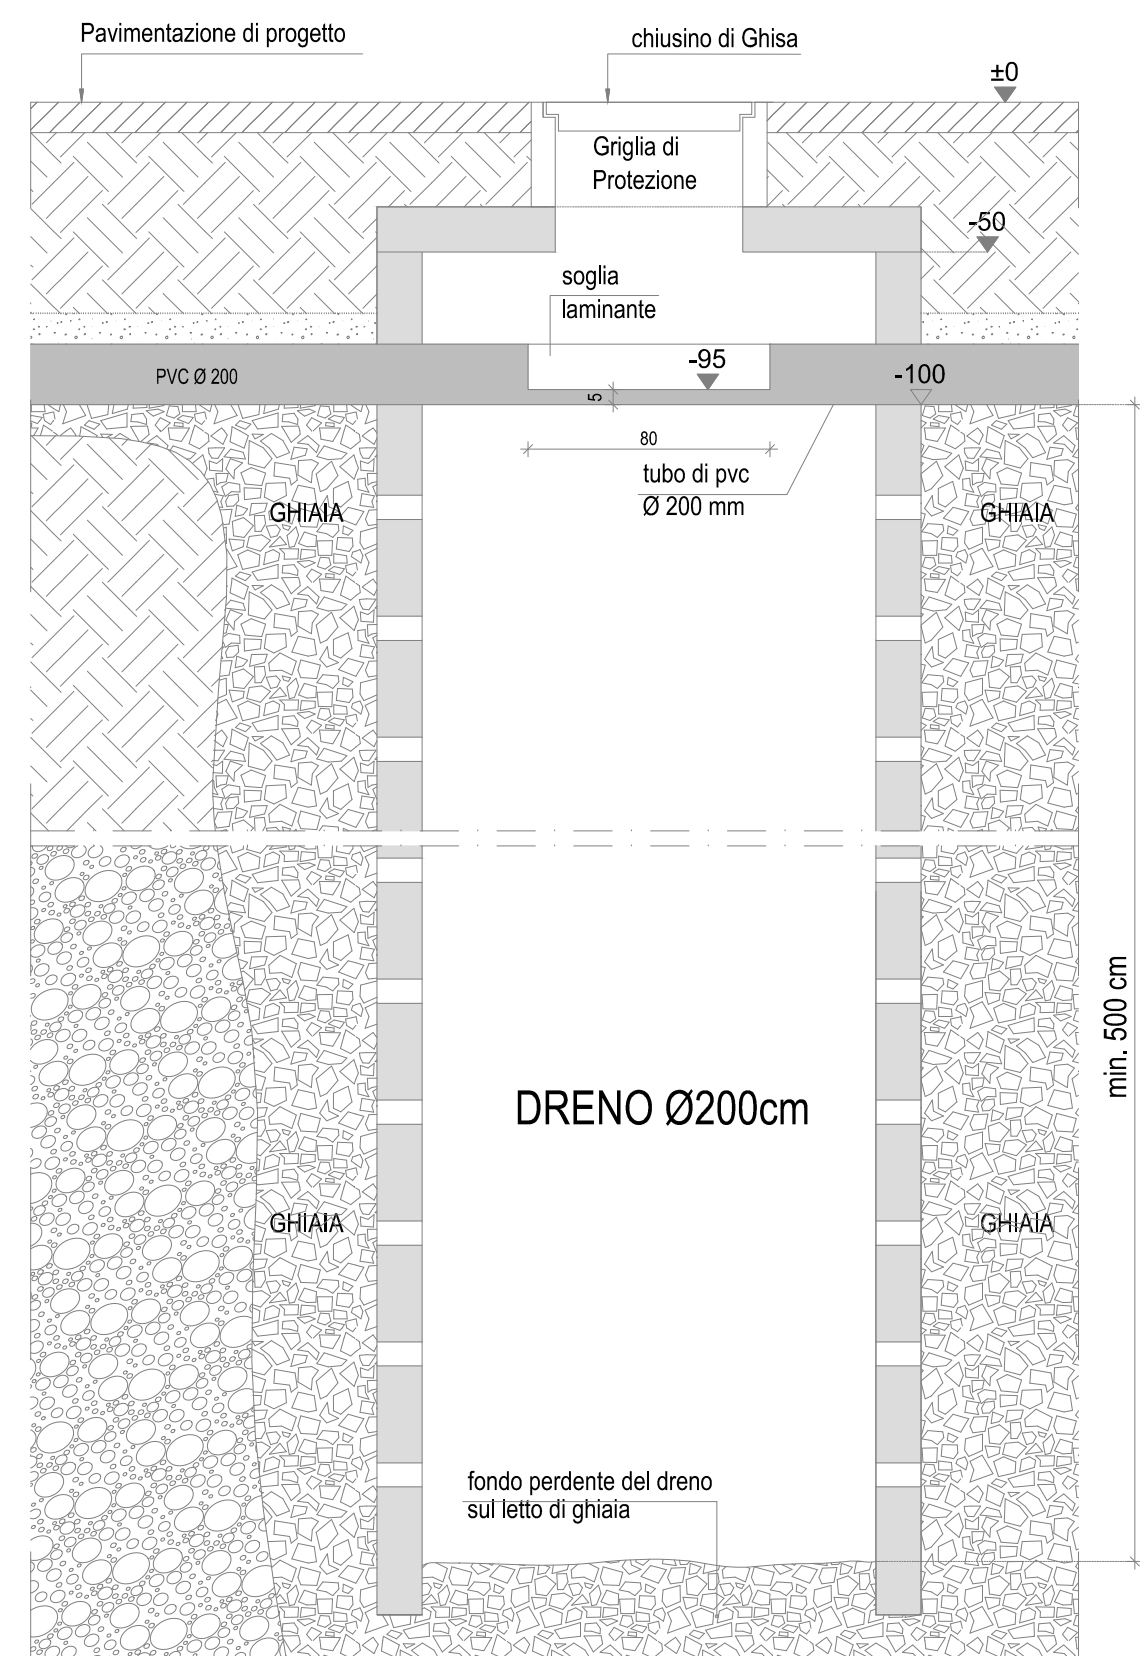 Pavimentazione di progetto
chiusino di Ghisa
±0
Griglia di
Protezione
-50
soglia
laminante
-95
PVC Ø 200
-100
5
80
tubo di pvc
Ø 200 mm
GHIAIA
GHIAIA
min. 500 cm
DRENO Ø200cm
GHIAIA
GHIAIA
fondo perdente del dreno
sul letto di ghiaia